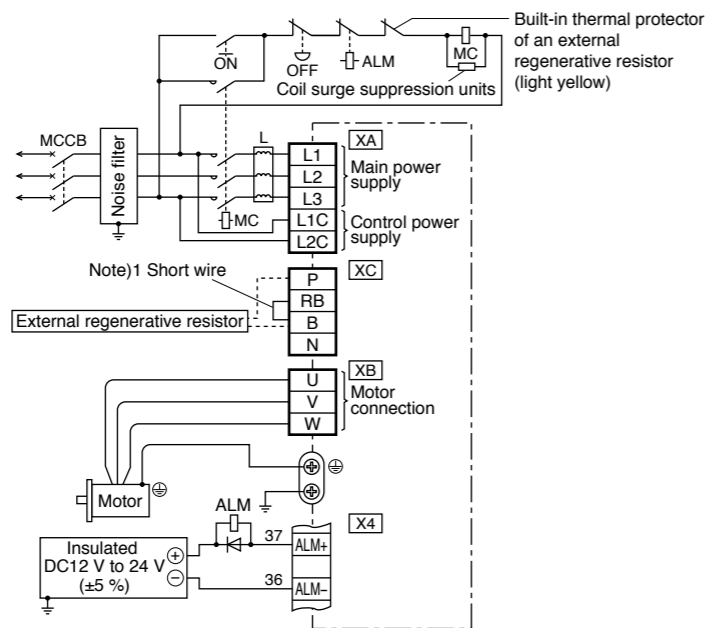 Built-in thermal protector
of an external
regenerative resistor
(light yellow)
ON
OFF
ALM
MC
Coil surge suppression units
MCCB
Noise filter
L
MC
XA
L1
L2
L3
Main power
supply
L1C
L2C
Control power
supply
Note)1 Short wire
External regenerative resistor
XC
P
RB
B
N
XB
U
V
W
Motor
connection
Motor
ALM
X4
Insulated
DC12 V to 24 V
(±5 %)
+
−
37
ALM+
36
ALM−